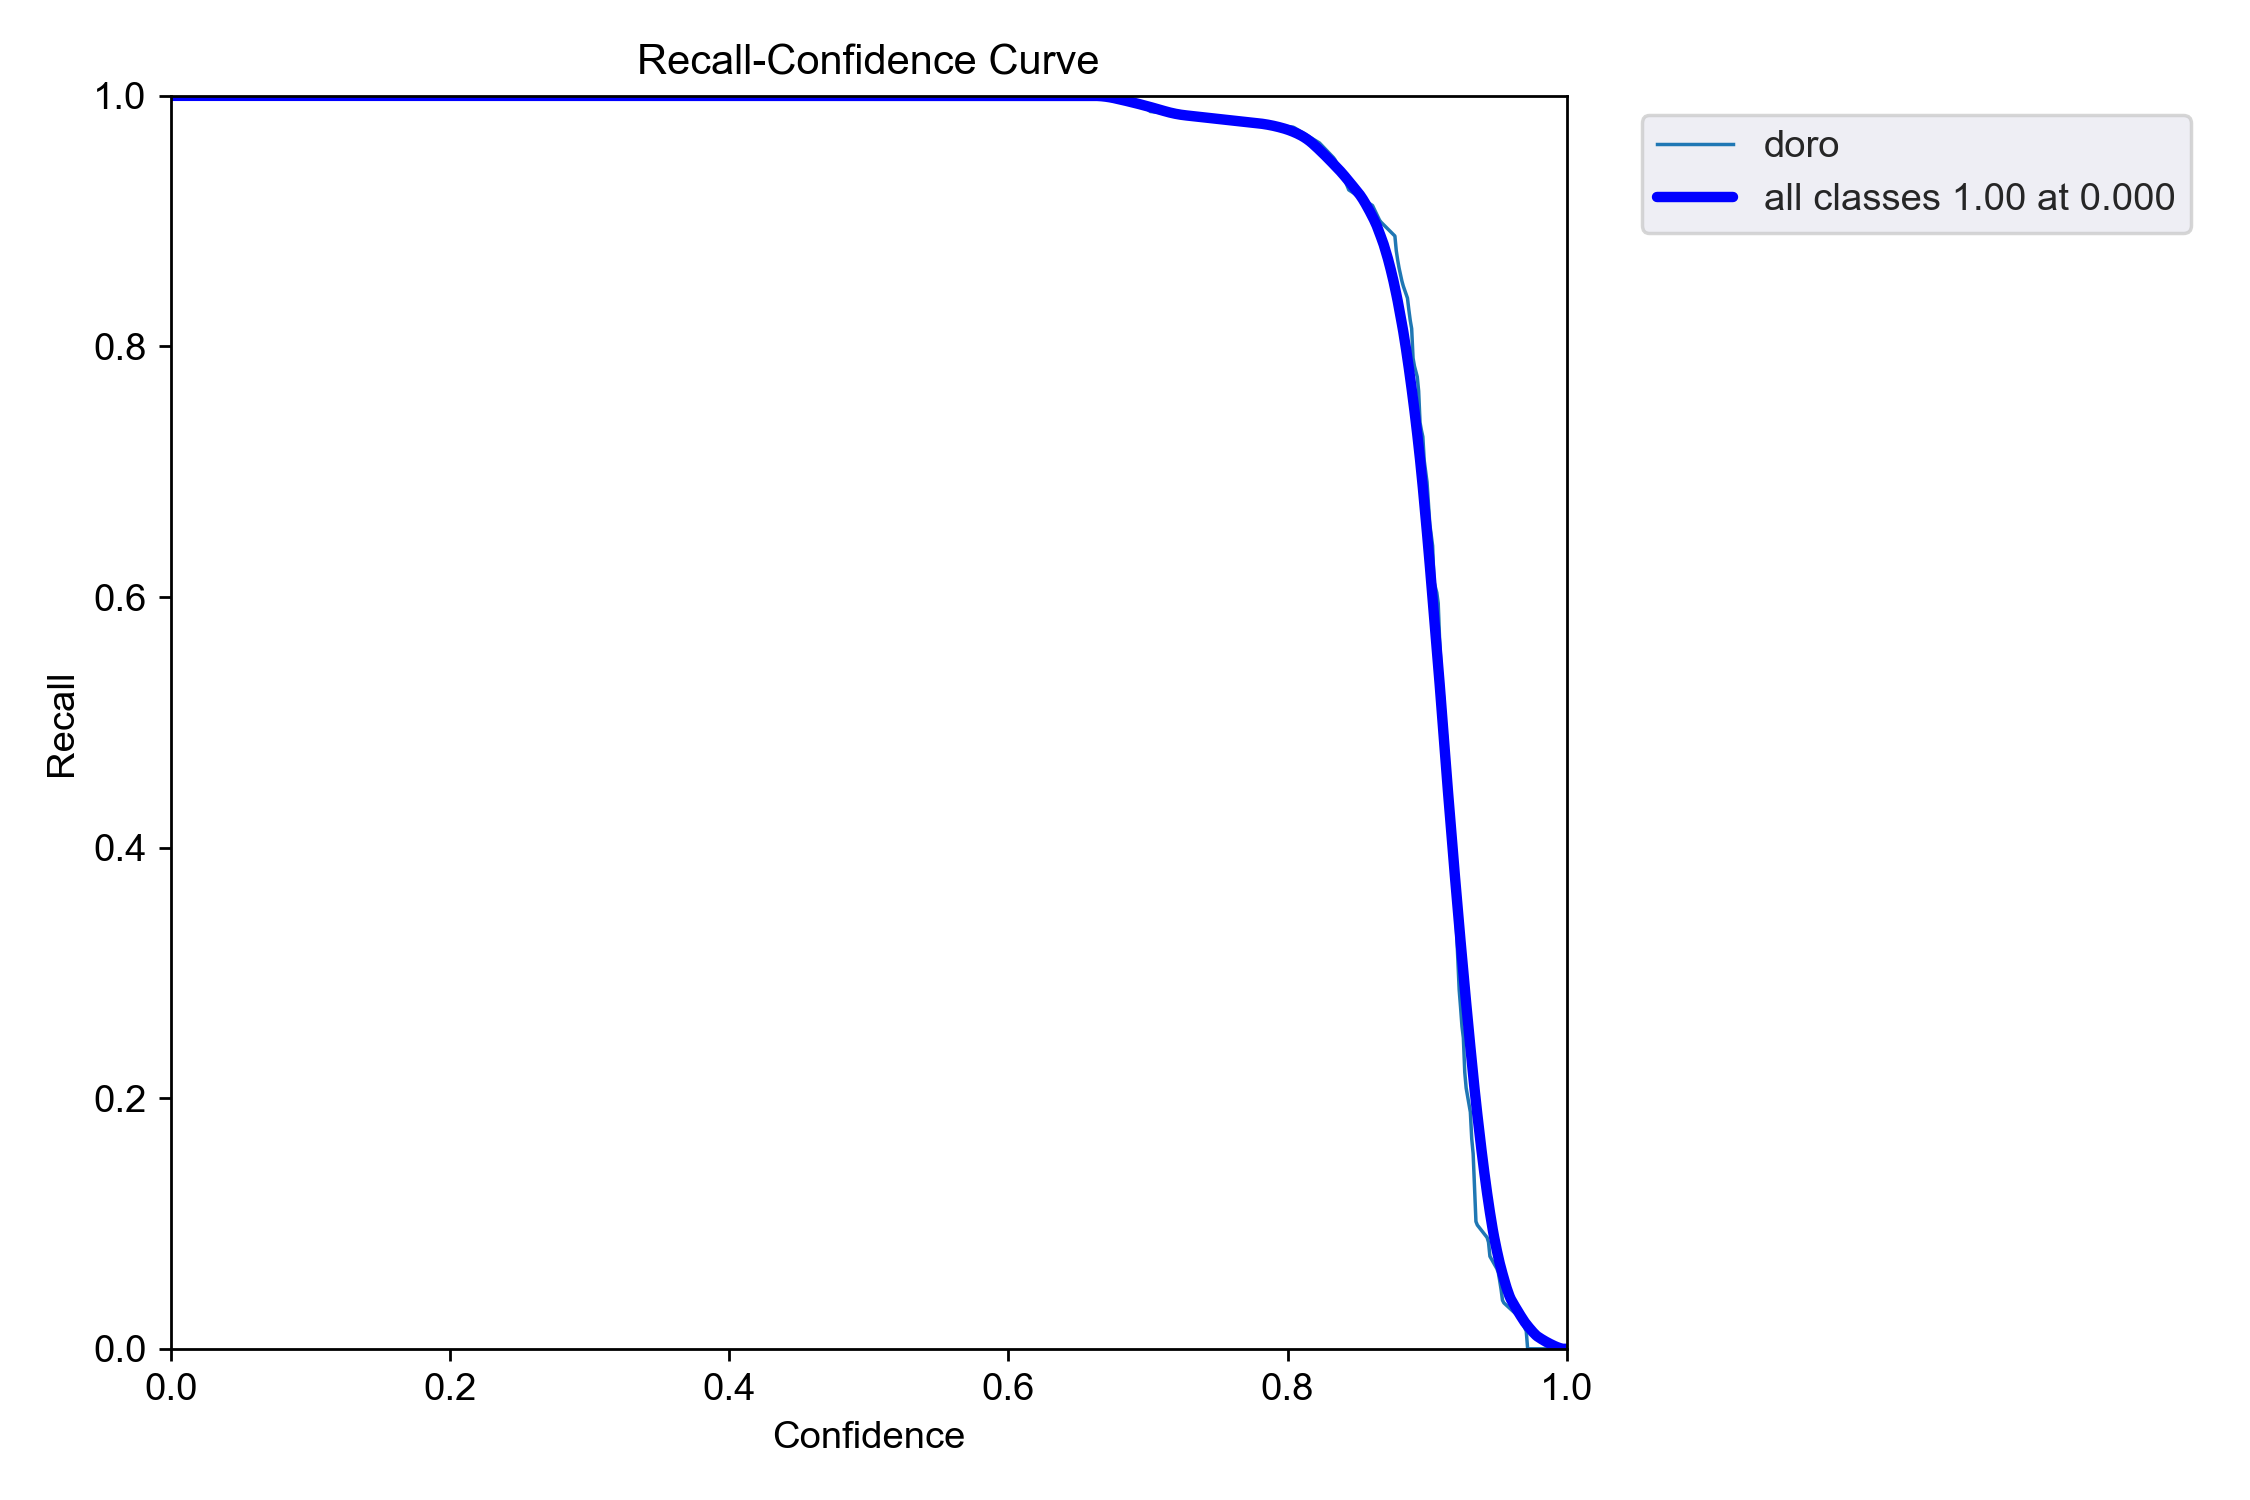 Recall-Confidence Curve
1.0
0.8
0.6
0.4
0.2
0.0
Recall
0.0 0.2 0.4 0.6 0.8 1.0
Confidence
doro
all classes 1.00 at 0.000